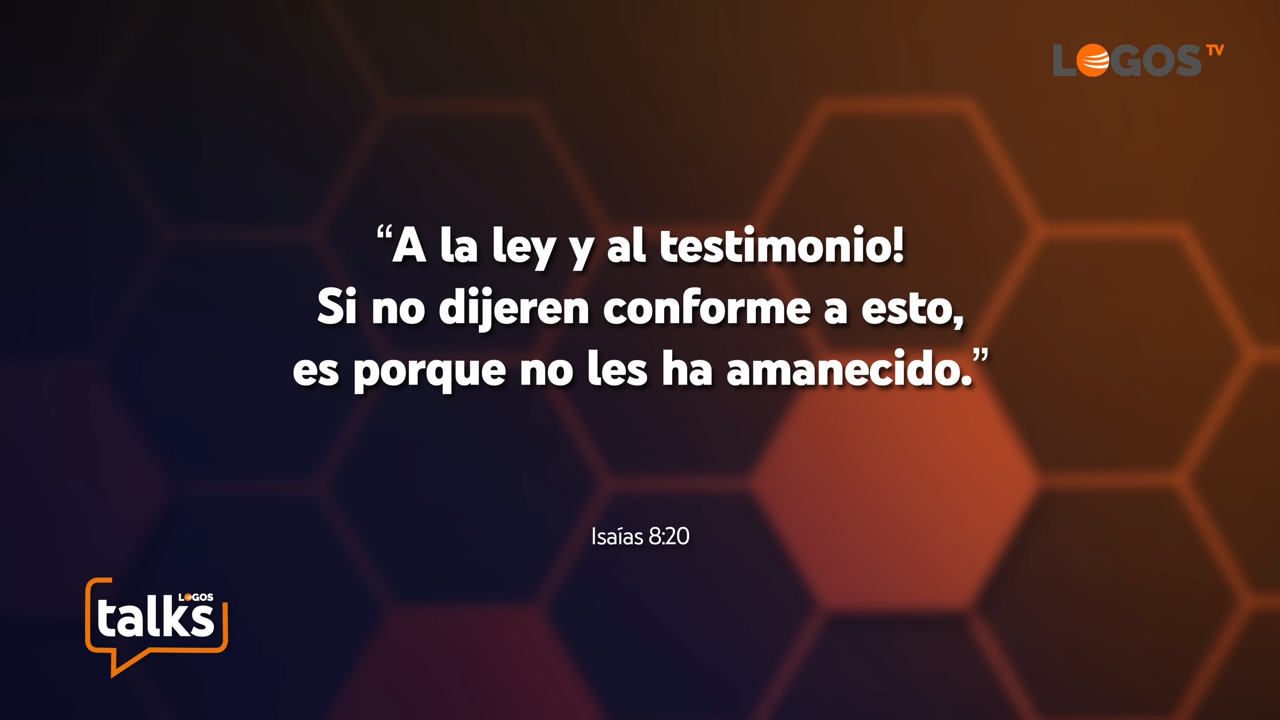 LOGOS TV
“A la ley y al testimonio!
Si no dijeren conforme a esto,
es porque no les ha amanecido.”
Isaías 8:20
LOGOS
talks